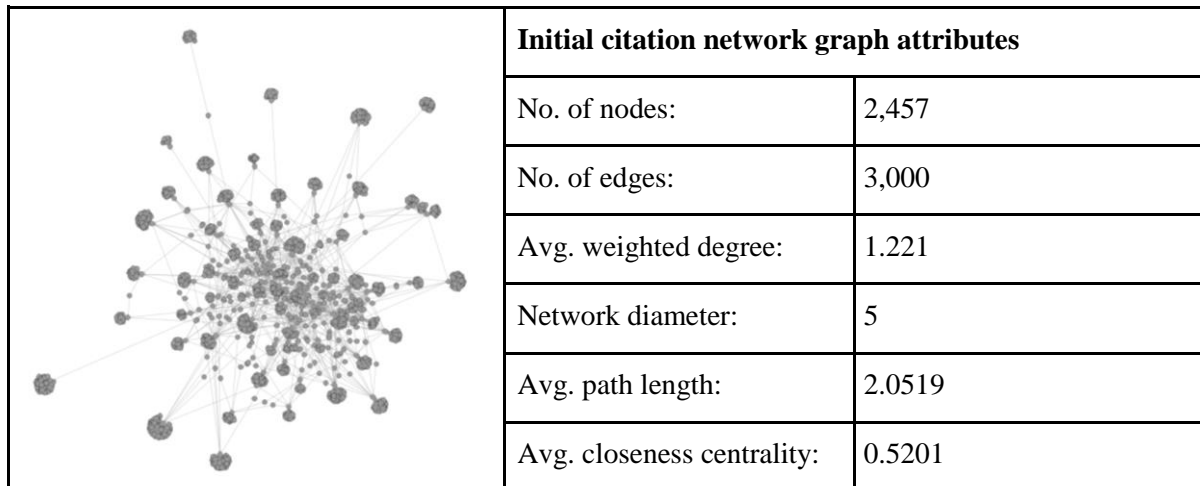 Initial citation network graph attributes
No. of nodes: 2,457
No. of edges: 3,000
Avg. weighted degree: 1.221
Network diameter: 5
Avg. path length: 2.0519
Avg. closeness centrality: 0.5201